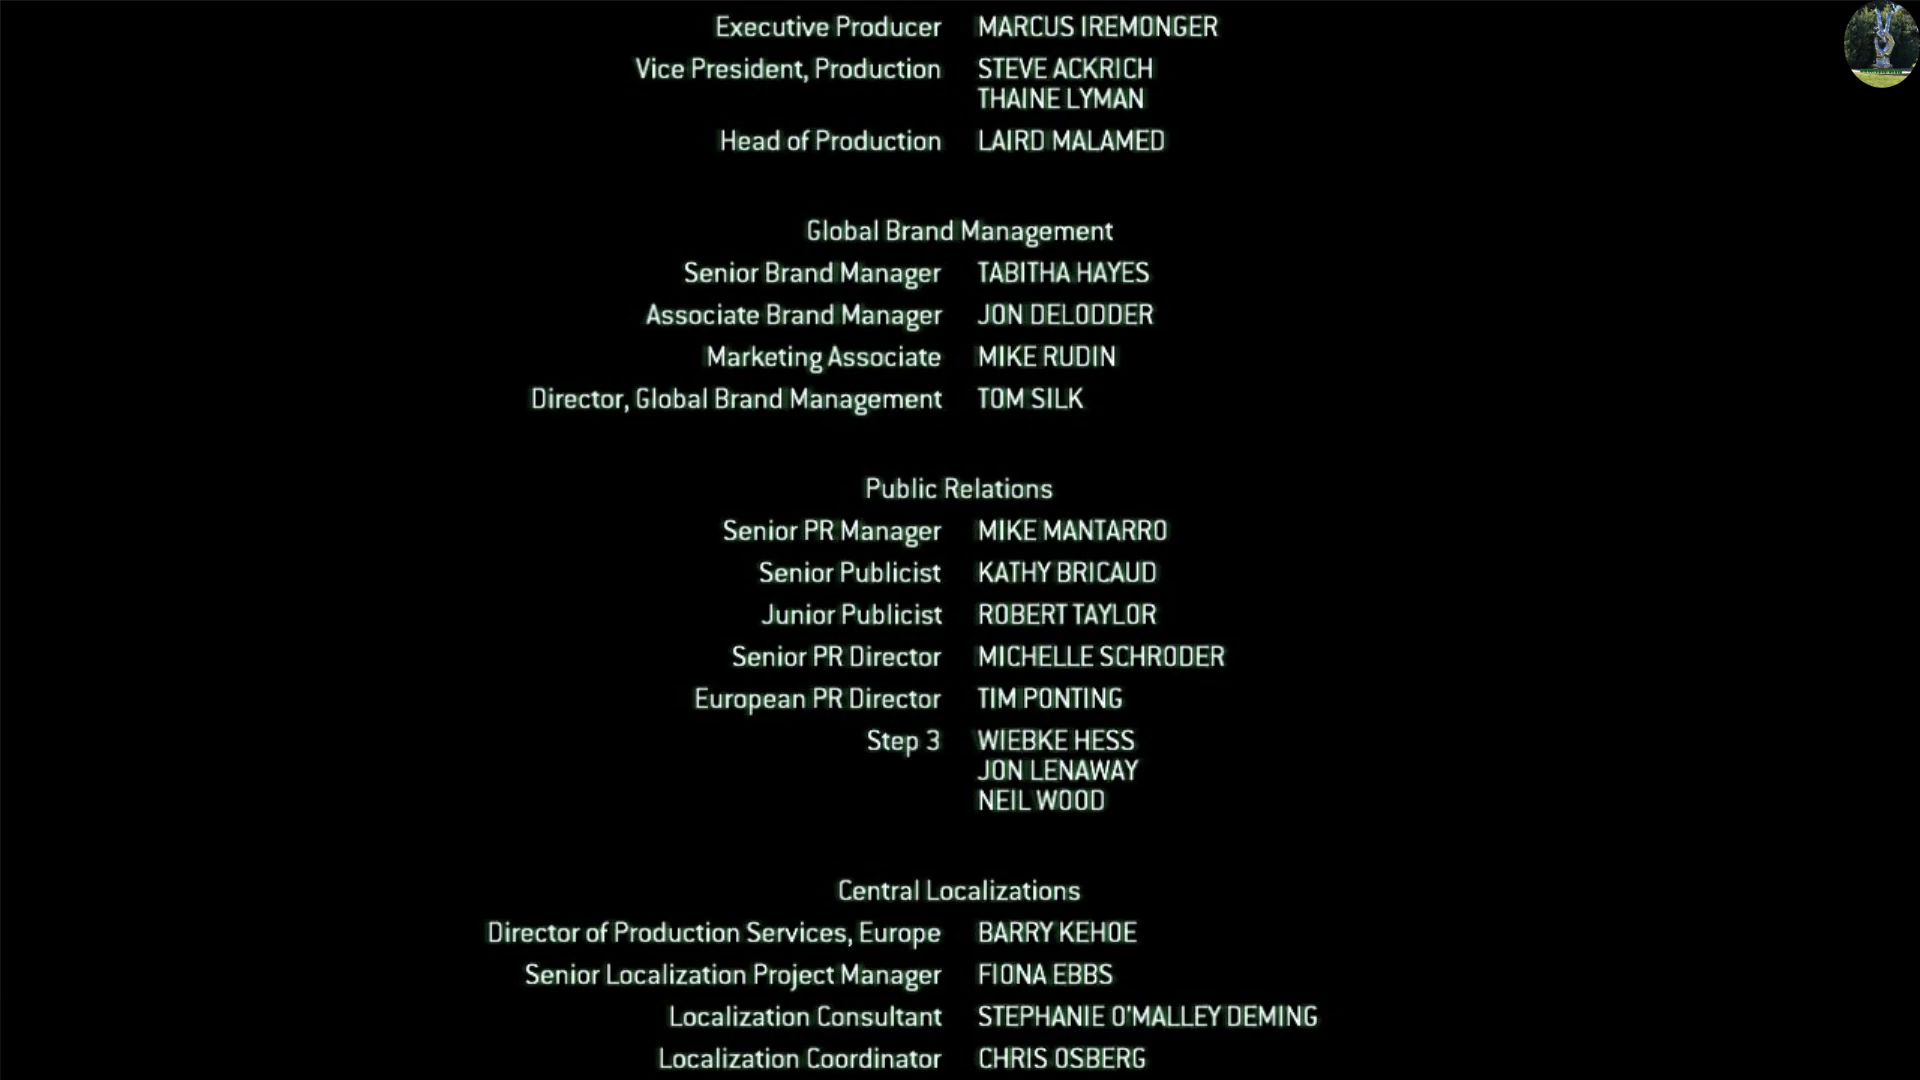 Executive Producer MARCUS IREMONGER
Vice President, Production STEVE ACKRICH
THAINE LYMAN
Head of Production LAIRD MALAMED
Global Brand Management
Senior Brand Manager TABITHA HAYES
Associate Brand Manager JON DELODDER
Marketing Associate MIKE RUDIN
Director, Global Brand Management TOM SILK
Public Relations
Senior PR Manager MIKE MANTARRO
Senior Publicist KATHY BRICAUD
Junior Publicist ROBERT TAYLOR
Senior PR Director MICHELLE SCHRODER
European PR Director TIM PONTING
Step 3 WIEBKE HESS
JON LENAWAY
NEIL WOOD
Central Localizations
Director of Production Services, Europe BARRY KEHOE
Senior Localization Project Manager FIONA EBBS
Localization Consultant STEPHANIE O'MALLEY DEMING
Localization Coordinator CHRIS OSBERG